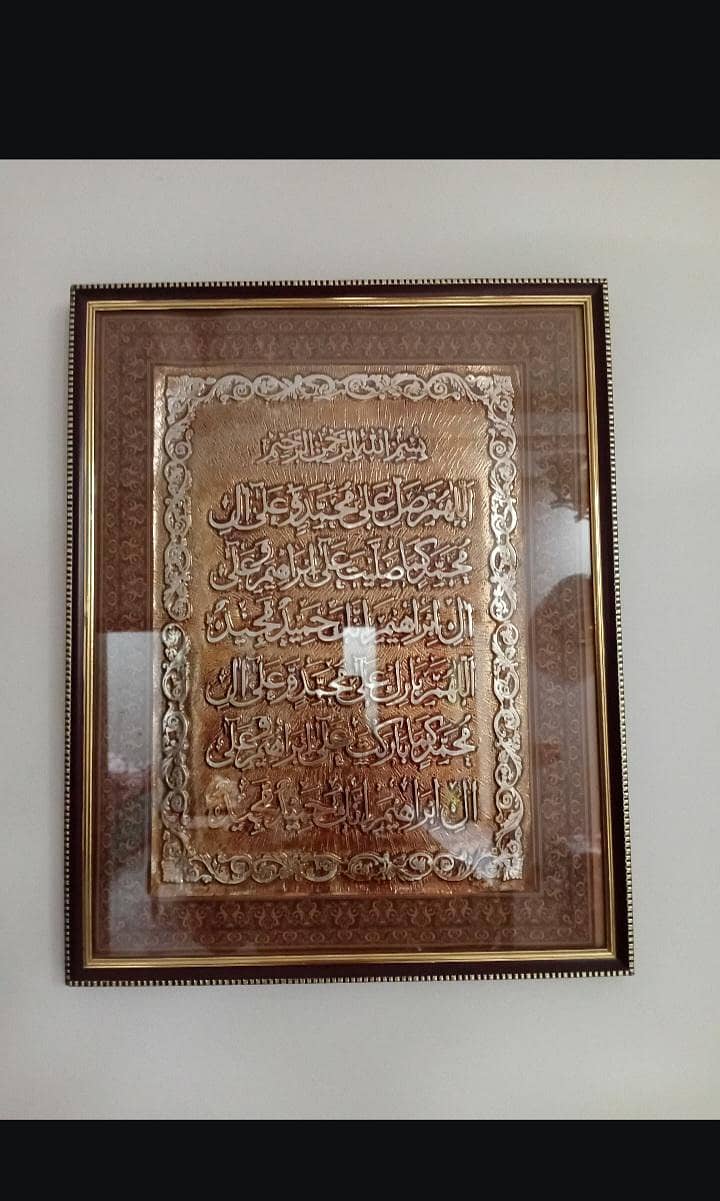 بسم الله الرحمن الرحيم
اللهم صل على محمد وعلى آل
محمد كما صليت على ابراهيم وعلى
آل ابراهيم انك حميد مجيد
اللهم بارك على محمد وعلى آل
محمد كما باركت على ابراهيم وعلى
آل ابراهيم انك حميد مجيد